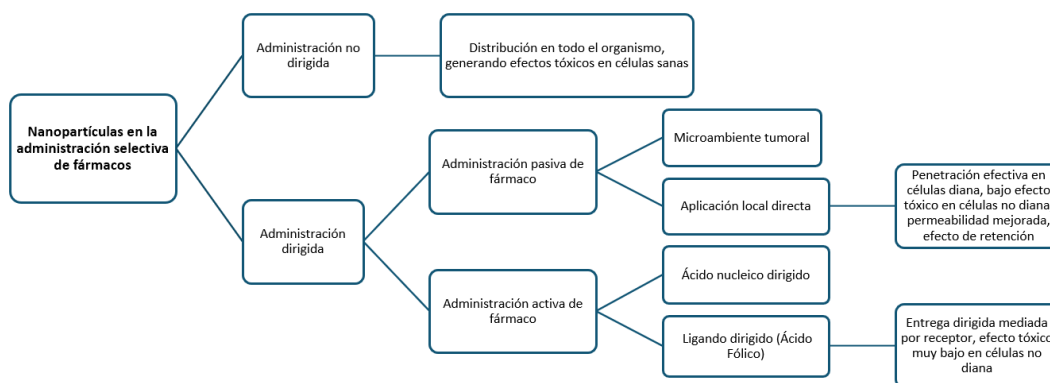 Nanopartículas en la
administración selectiva
de fármacos
Administración no
dirigida
Distribución en todo el organismo,
generando efectos tóxicos en células sanas
Administración
dirigida
Administración pasiva de
fármaco
Microambiente tumoral
Aplicación local directa
Penetración efectiva en
células diana, bajo efecto
tóxico en células no diana,
permeabilidad mejorada,
efecto de retención
Administración activa de
fármaco
Ácido nucleico dirigido
Ligando dirigido (Ácido
Fólico)
Entrega dirigida mediada
por receptor, efecto tóxico
muy bajo en células no
diana